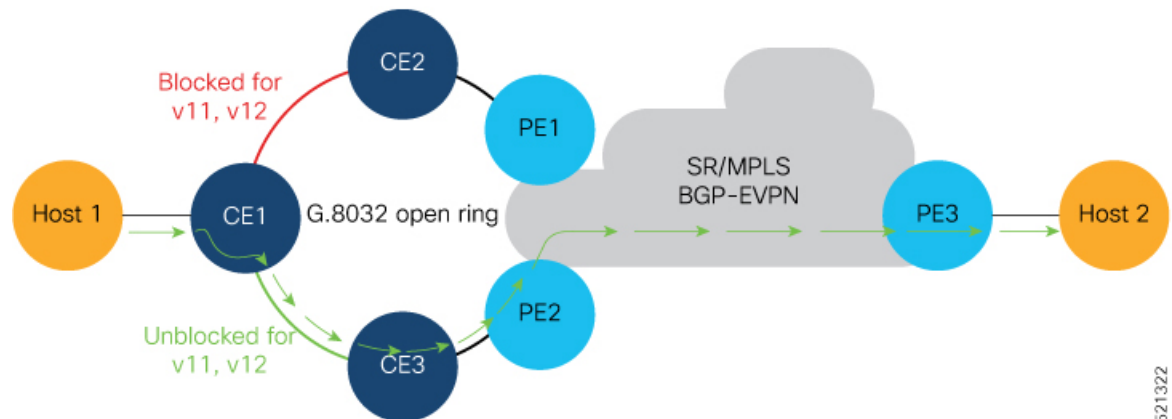 CE2
Blocked for
v11, v12
PE1
SR/MPLS
BGP-EVPN
Host 1
CE1
G.8032 open ring
PE3
Host 2
PE2
Unblocked for
v11, v12
CE3
521322